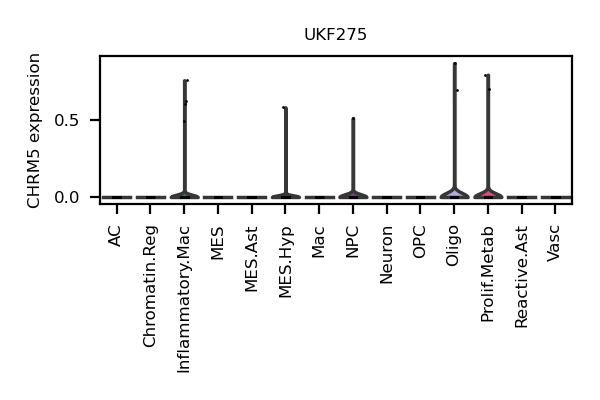 UKF275
CHRM5 expression
0.5
0.0
AC
Chromatin.Reg
Inflammatory.Mac
MES
MES.Ast
MES.Hyp
Mac
NPC
Neuron
OPC
Oligo
Prolif.Metab
Reactive.Ast
Vasc